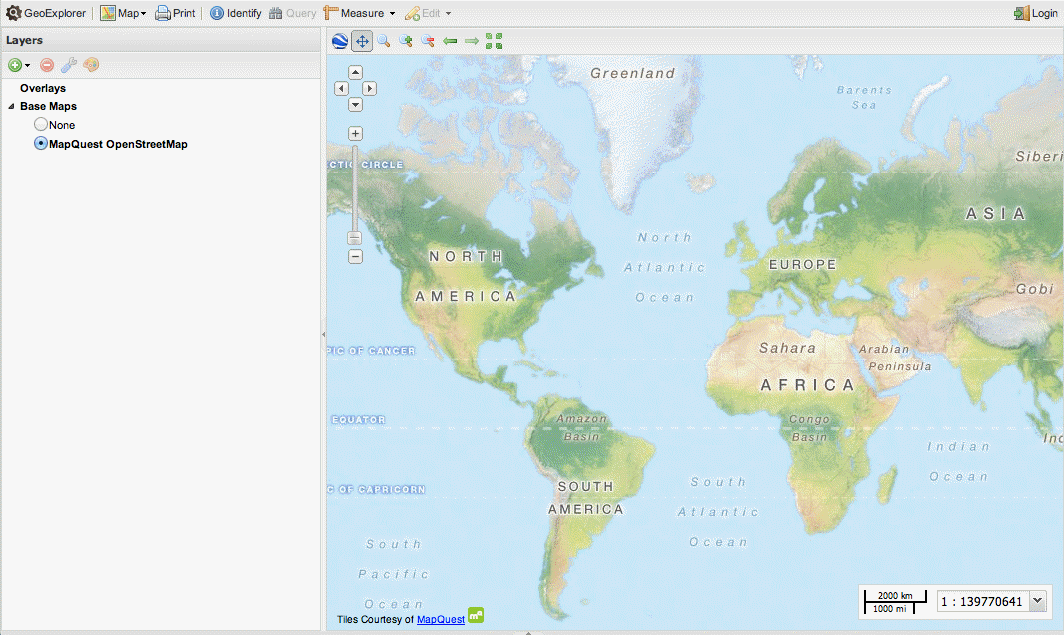 GeoExplorer Map Print Identify Query Measure Edit Login
Layers
Overlays
Base Maps
None
MapQuest OpenStreetMap
Greenland
Barents
Sea
CTIC CIRCLE
Siberi
ASIA
North
Atlantic
Ocean
NORTH
AMERICA
EUROPE
Gobi
PIC OF CANCER
Sahara
Arabian
Peninsula
AFRICA
EQUATOR
Amazon
Basin
Congo
Basin
Indian
Ocean
In
C OF CAPRICORN
SOUTH
AMERICA
South
Atlantic
Ocean
South
Pacific
Ocean
2000 km
1000 mi
1 : 139770641
Tiles Courtesy of MapQuest m